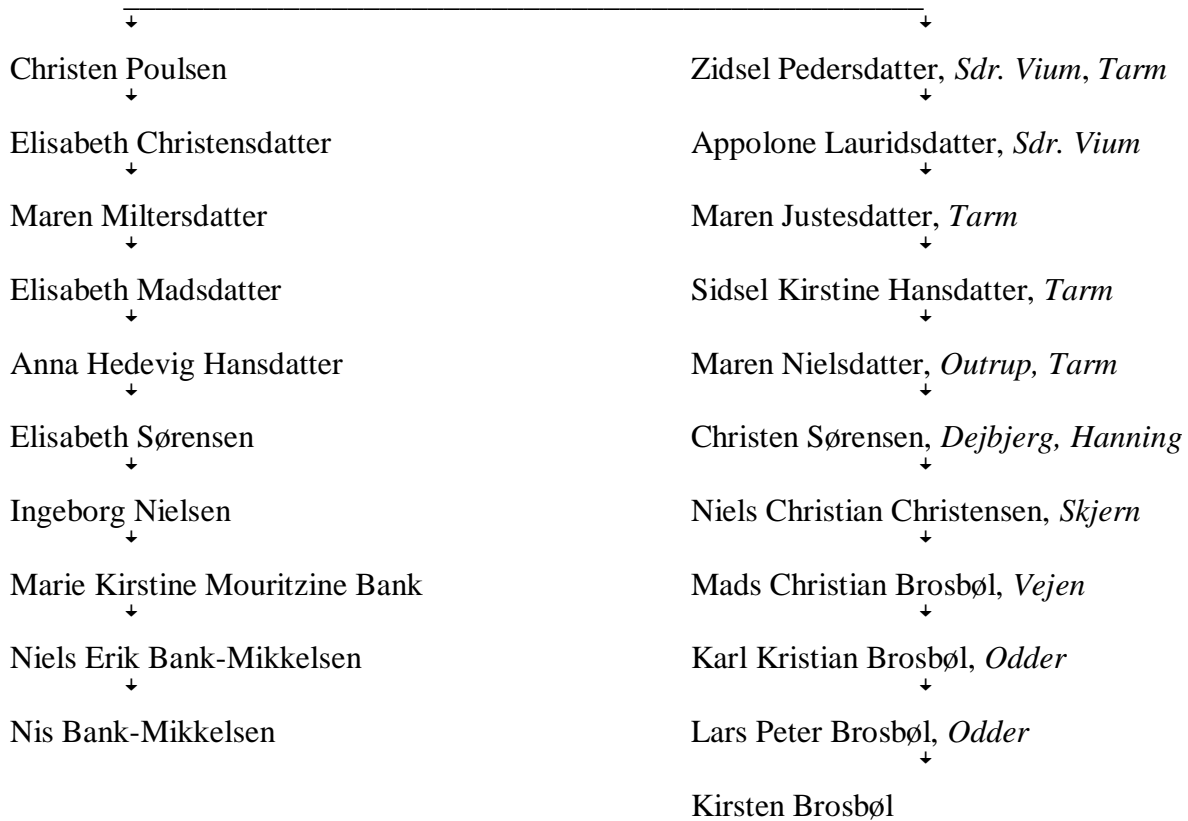 Christen Poulsen Zidsel Pedersdatter, Sdr. Vium, Tarm
Elisabeth Christensdatter Appolone Lauridsdatter, Sdr. Vium
Maren Miltersdatter Maren Justesdatter, Tarm
Elisabeth Madsdatter Sidsel Kirstine Hansdatter, Tarm
Anna Hedevig Hansdatter Maren Nielsdatter, Outrup, Tarm
Elisabeth Sørensen Christen Sørensen, Dejbjerg, Hanning
Ingeborg Nielsen Niels Christian Christensen, Skjern
Marie Kirstine Mouritzine Bank Mads Christian Brosbøl, Vejen
Niels Erik Bank-Mikkelsen Karl Kristian Brosbøl, Odder
Nis Bank-Mikkelsen Lars Peter Brosbøl, Odder
Kirsten Brosbøl